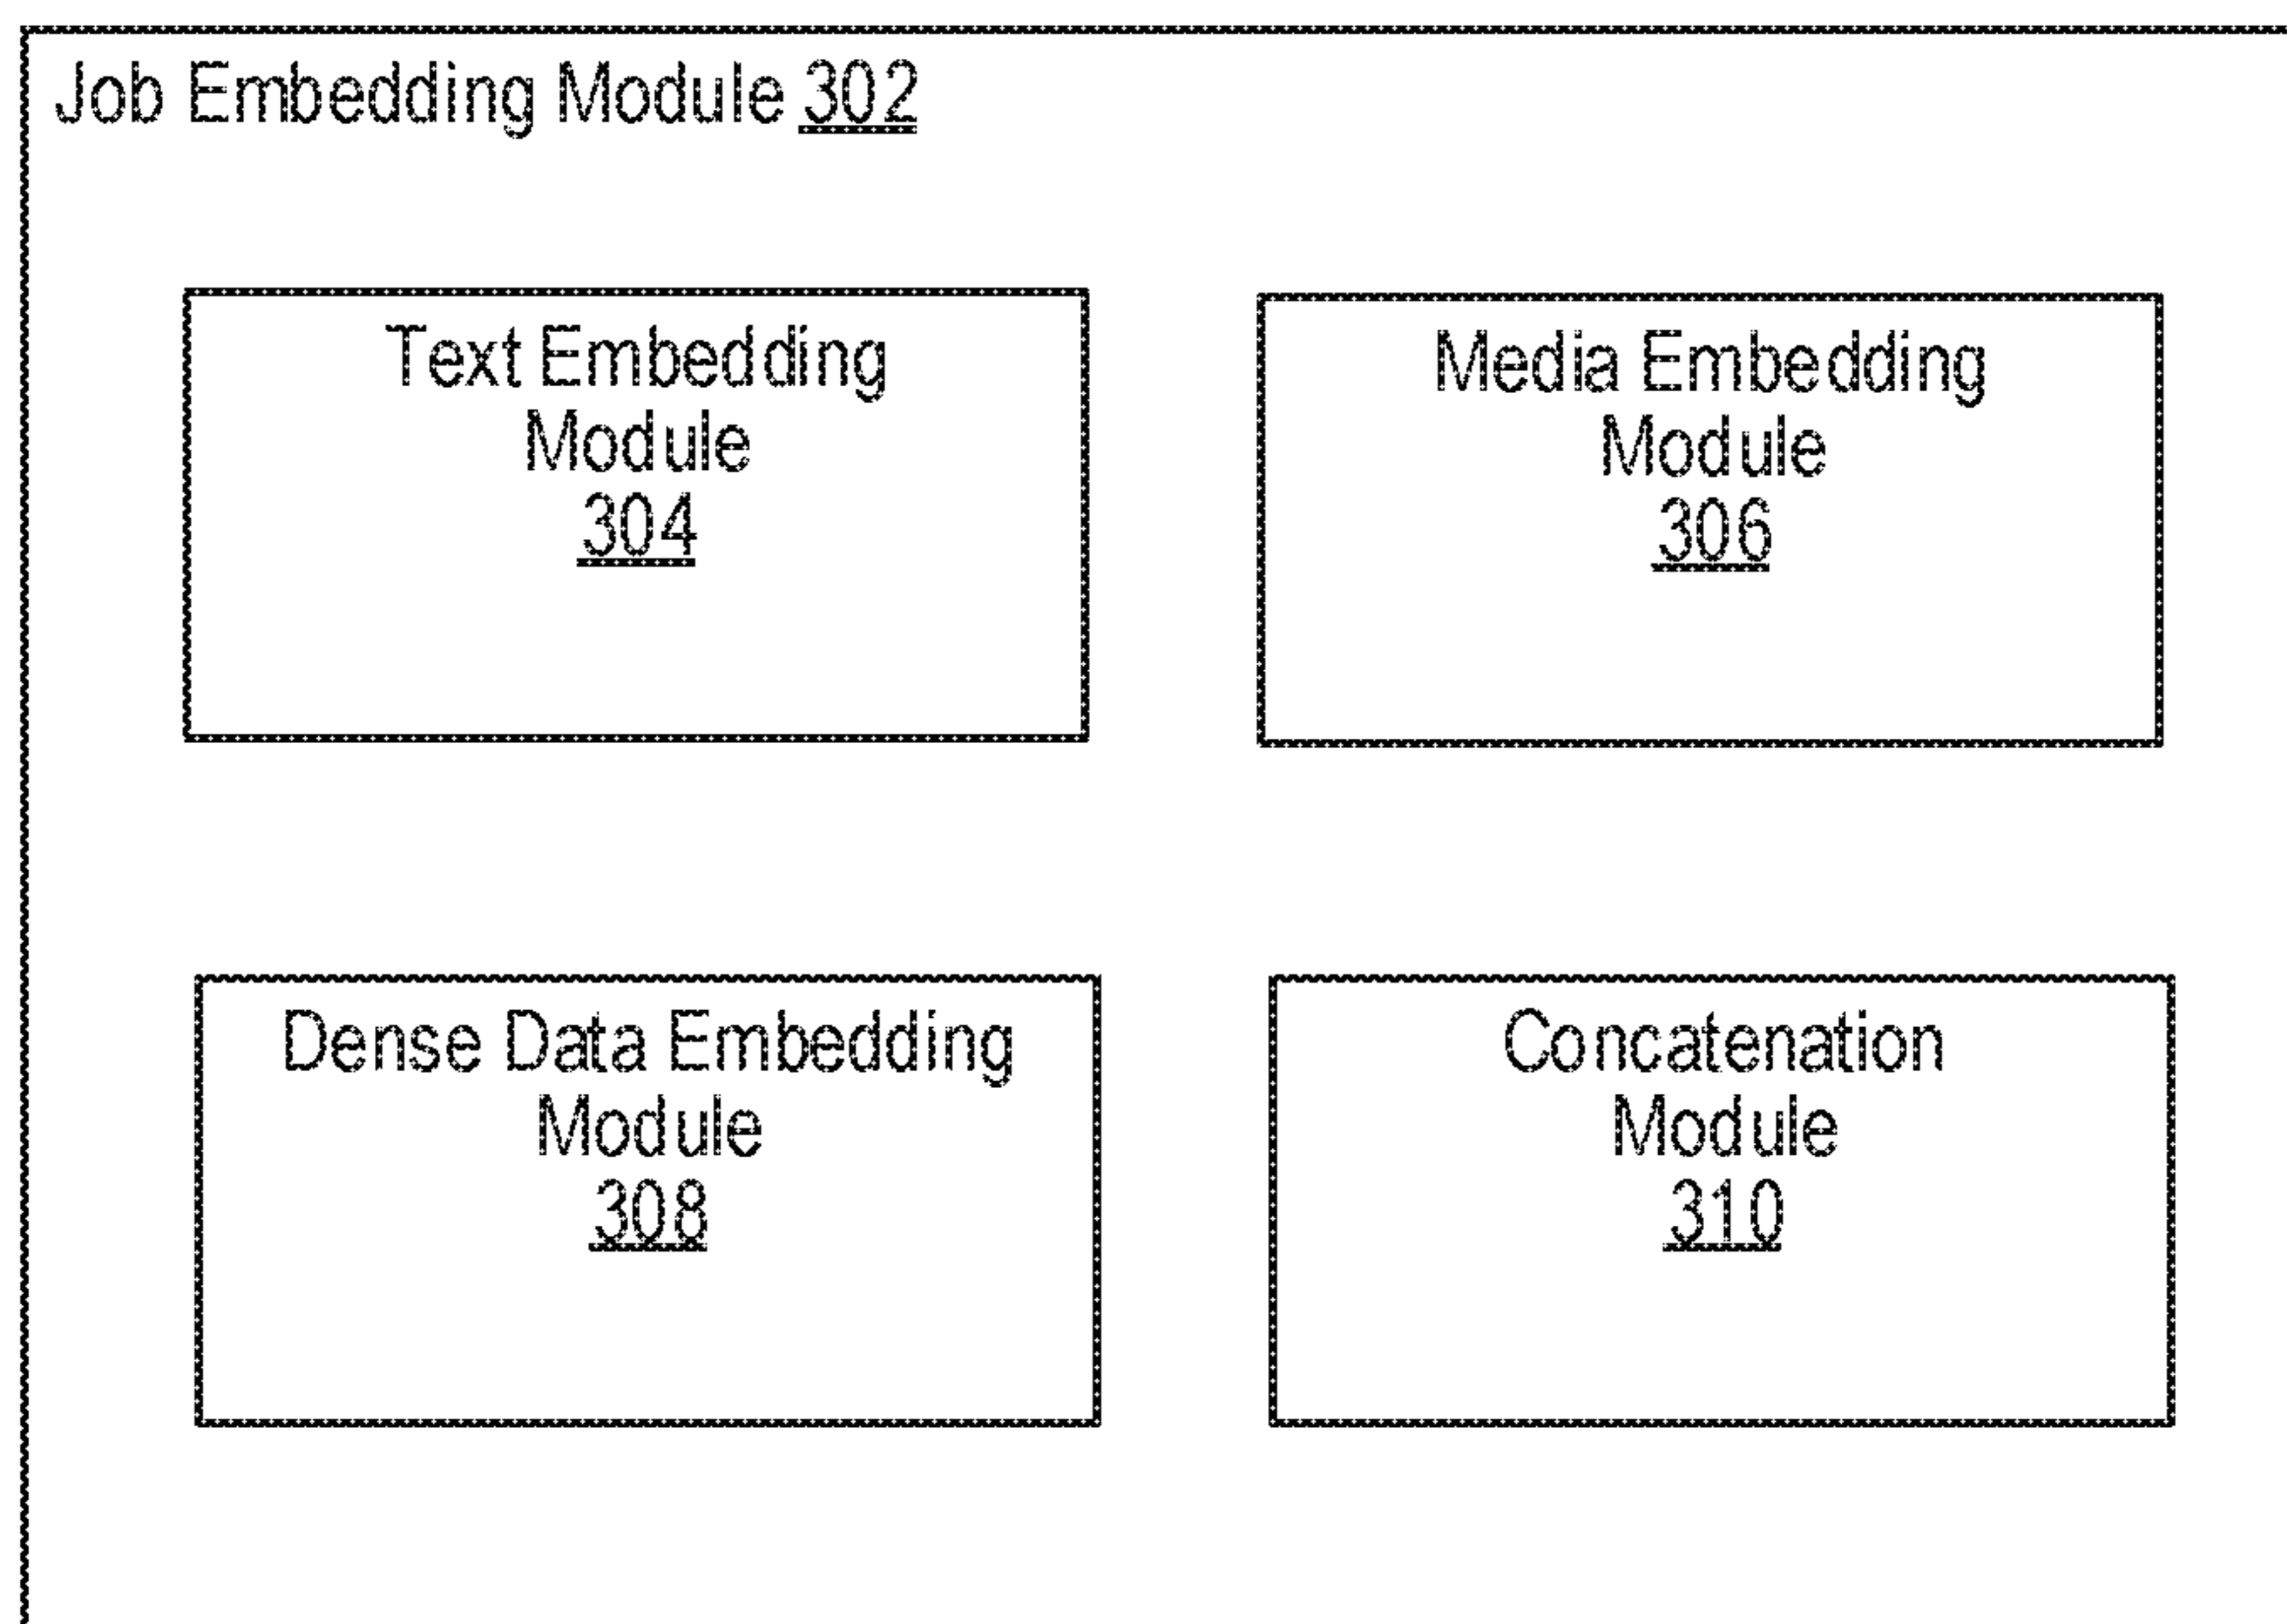 Job Embedding Module 302
Text Embedding
Module
304
Media Embedding
Module
306
Dense Data Embedding
Module
308
Concatenation
Module
310